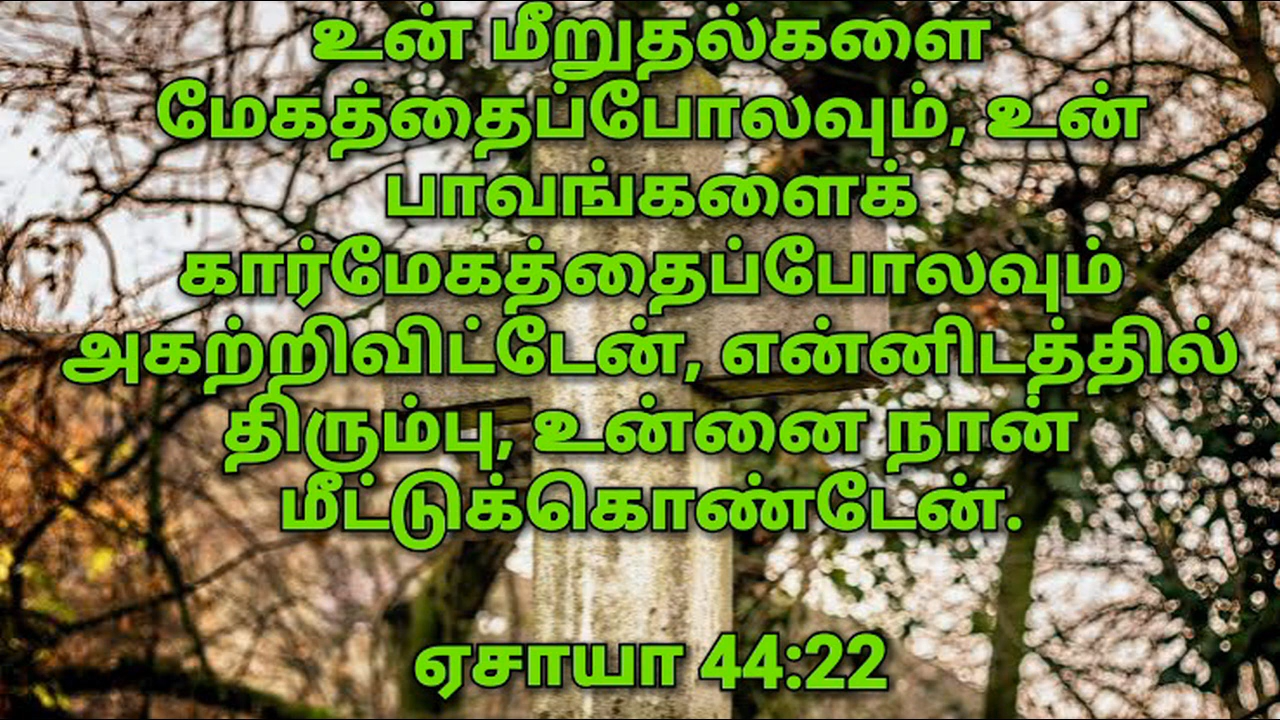 உன் மீறுதல்களை
மேகத்தைப்போலவும், உன்
பாவங்களைக்
கார்மேகத்தைப்போலவும்
அகற்றிவிட்டேன், என்னிடத்தில்
திரும்பு, உன்னை நான்
மீட்டுக்கொண்டேன்.
ஏசாயா 44:22